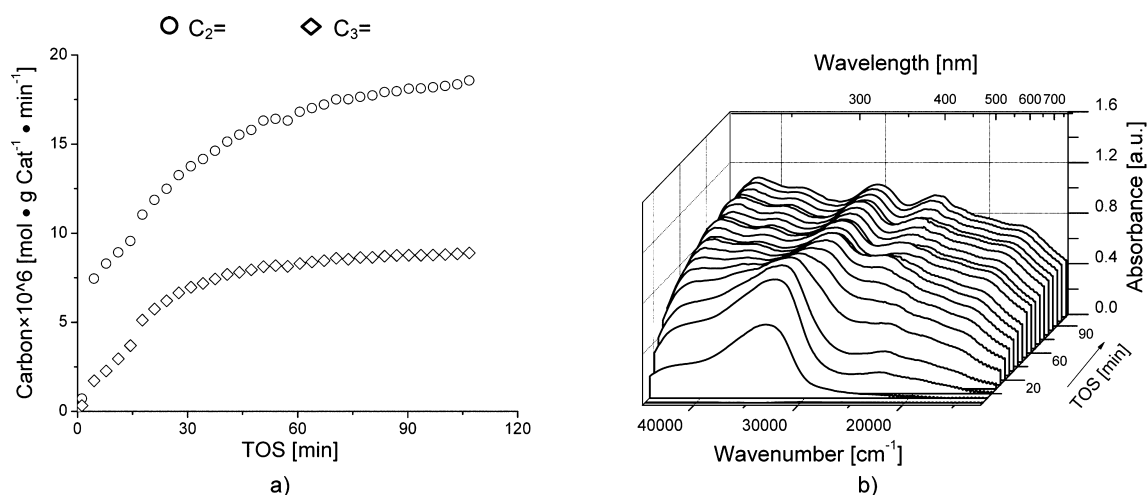 C2= C3=
20
15
10
5
0
Carbon×10^6 [mol • g Cat-1 • min-1]
0 30 60 90 120
TOS [min]
a)
Wavelength [nm]
300 400 500 600 700
1.6
1.2
0.8
0.4
0.0
Absorbance [a.u.]
90
60
20
TOS [min]
40000 30000 20000
Wavenumber [cm-1]
b)